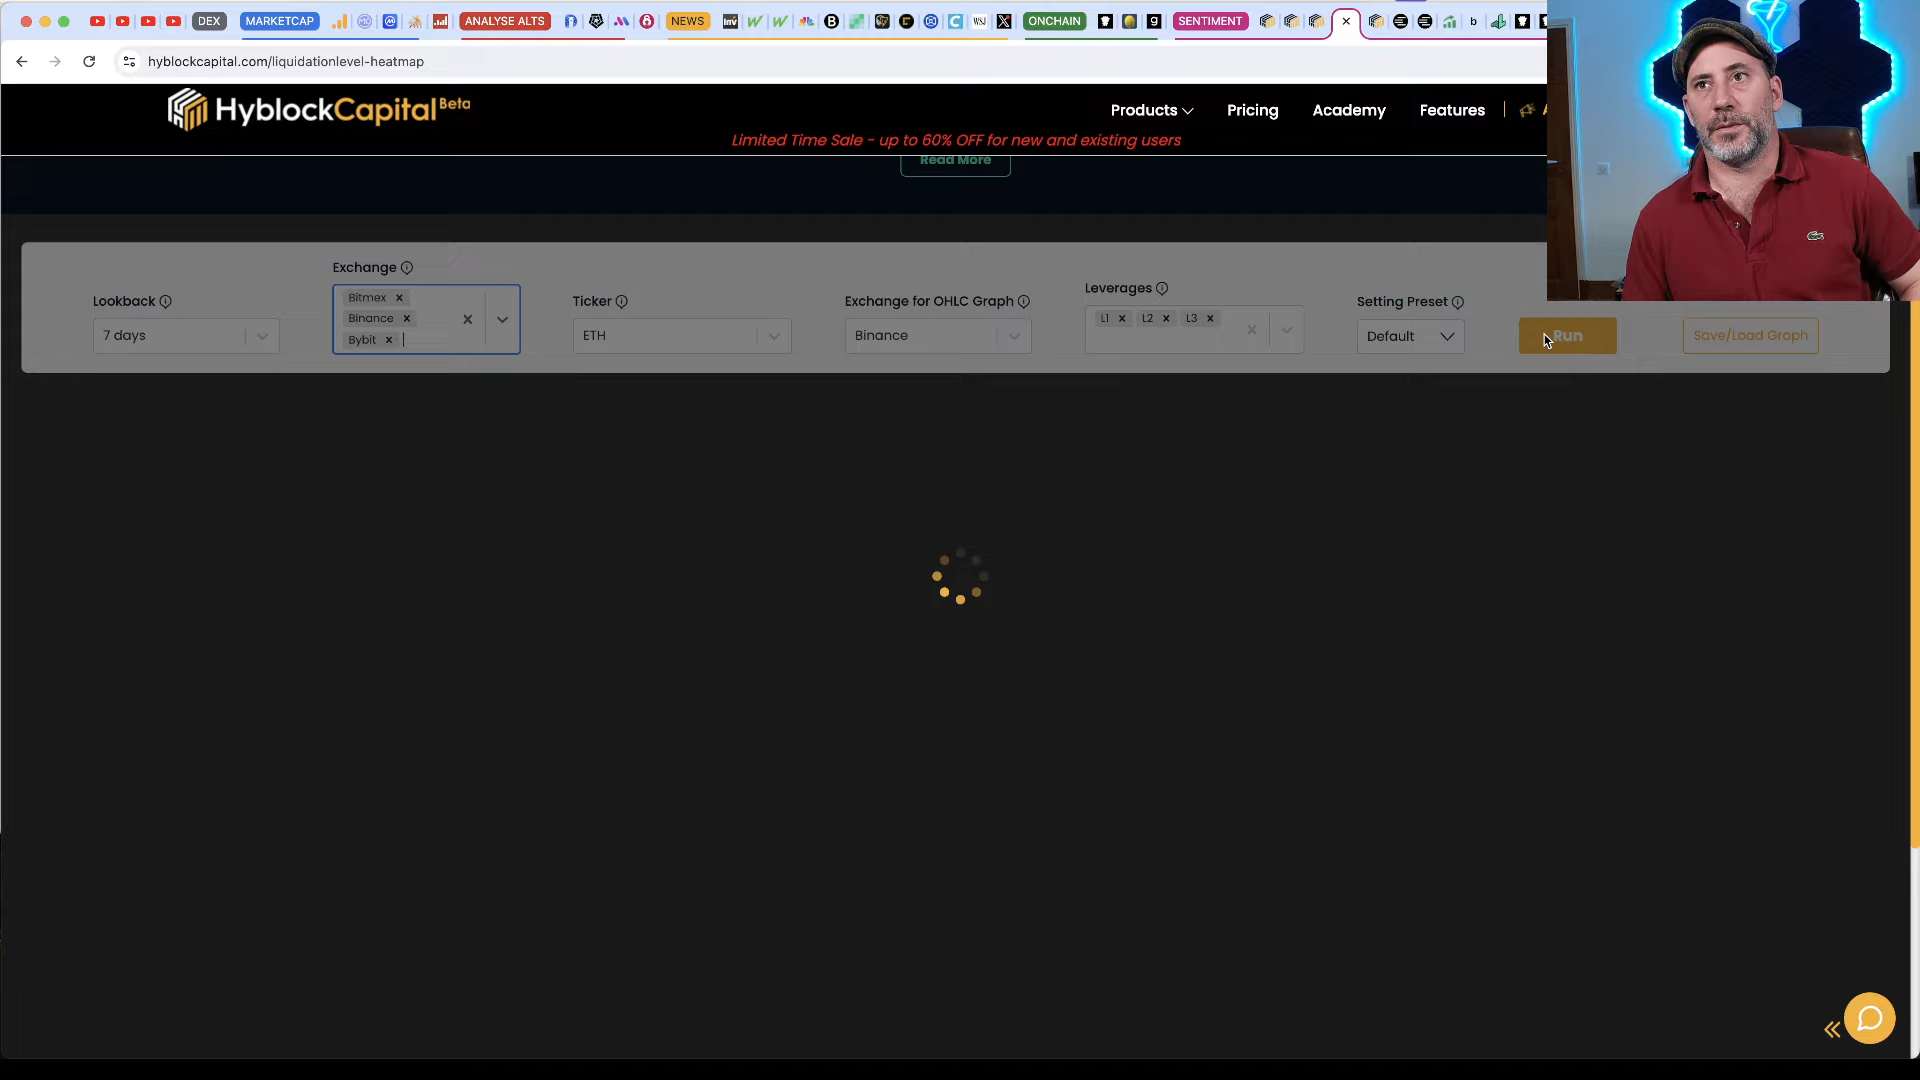 DEX
MARKETCAP
ANALYSE ALTS
NEWS
inv
WSJ
ONCHAIN
SENTIMENT
hyblockcapital.com/liquidationlevel-heatmap
HyblockCapital Beta
Products
Pricing
Academy
Features
Limited Time Sale - up to 60% OFF for new and existing users
Read More
Lookback
7 days
Exchange
Bitmex
Binance
Bybit
Ticker
ETH
Exchange for OHLC Graph
Binance
Leverages
L1 L2 L3
Setting Preset
Default
Run
Save/Load Graph